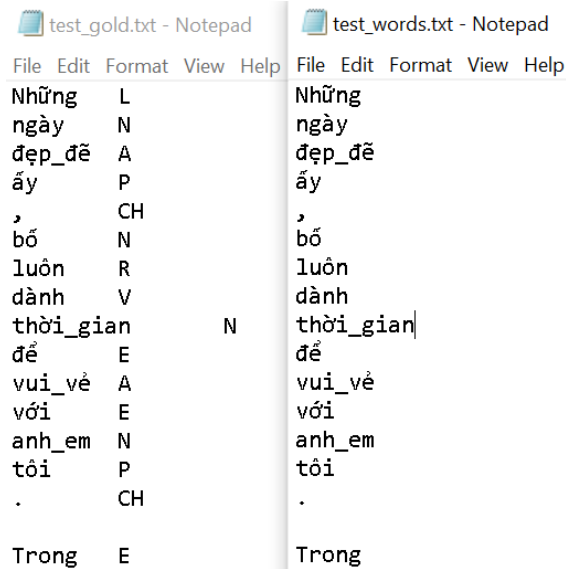 test_gold.txt - Notepad
File Edit Format View Help
Những L
ngày N
đẹp_đẽ A
ấy P
, CH
bố N
luôn R
dành V
thời_gian N
để E
vui_vẻ A
với E
anh_em N
tôi P
. CH
Trong E
test_words.txt - Notepad
File Edit Format View Help
Những
ngày
đẹp_đẽ
ấy
,
bố
luôn
dành
thời_gian
để
vui_vẻ
với
anh_em
tôi
.
Trong